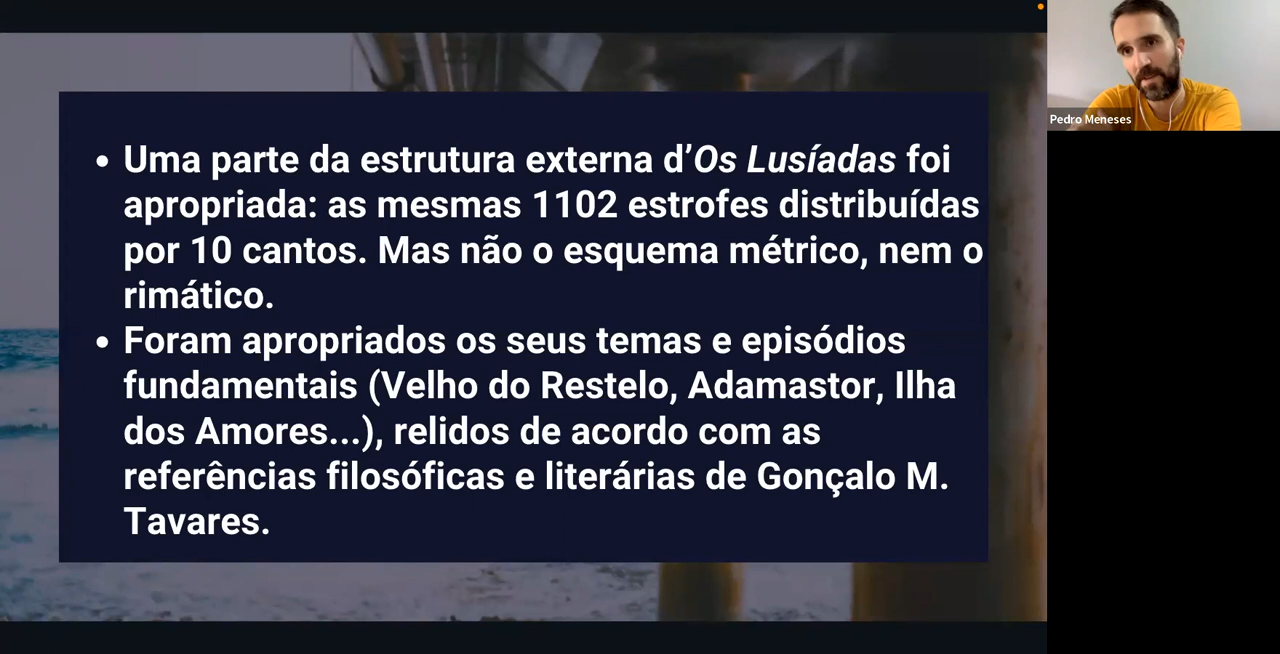 • Uma parte da estrutura externa d’Os Lusíadas foi
apropriada: as mesmas 1102 estrofes distribuídas
por 10 cantos. Mas não o esquema métrico, nem o
rimático.
• Foram apropriados os seus temas e episódios
fundamentais (Velho do Restelo, Adamastor, Ilha
dos Amores...), relidos de acordo com as
referências filosóficas e literárias de Gonçalo M.
Tavares.
Pedro Meneses